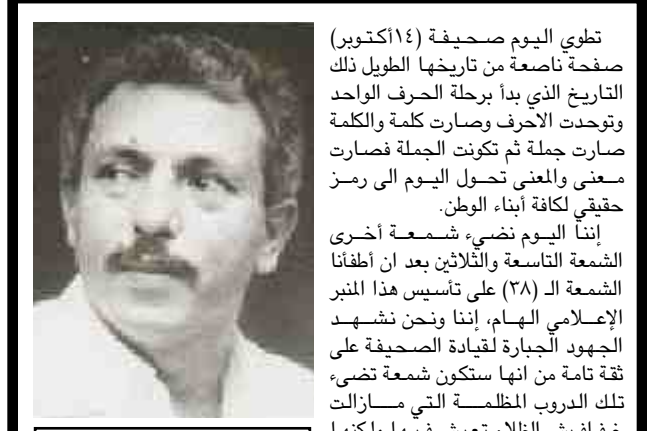 تطوي اليوم صحيفة (١٤أكتوبر)
صفحة ناصعة من تاريخها الطويل ذلك
التاريخ الذي بدأ برحلة الحرف الواحد
وتوحدت الاحرف وصارت كلمة والكلمة
صارت جملة ثم تكونت الجملة فصارت
معنى والمعنى تحول اليوم الى رمز
حقيقي لكافة أبناء الوطن.
إننا اليوم نضيء شمعة أخرى
الشمعة التاسعة والثلاثين بعد ان أطفأنا
الشمعة الـ (٣٨) على تأسيس هذا المنبر
الإعلامي الهام، إننا ونحن نشهد
الجهود الجبارة لقيادة الصحيفة على
ثقة تامة من انها ستكون شمعة تضىء
تلك الدروب المظلمة التي مازالت